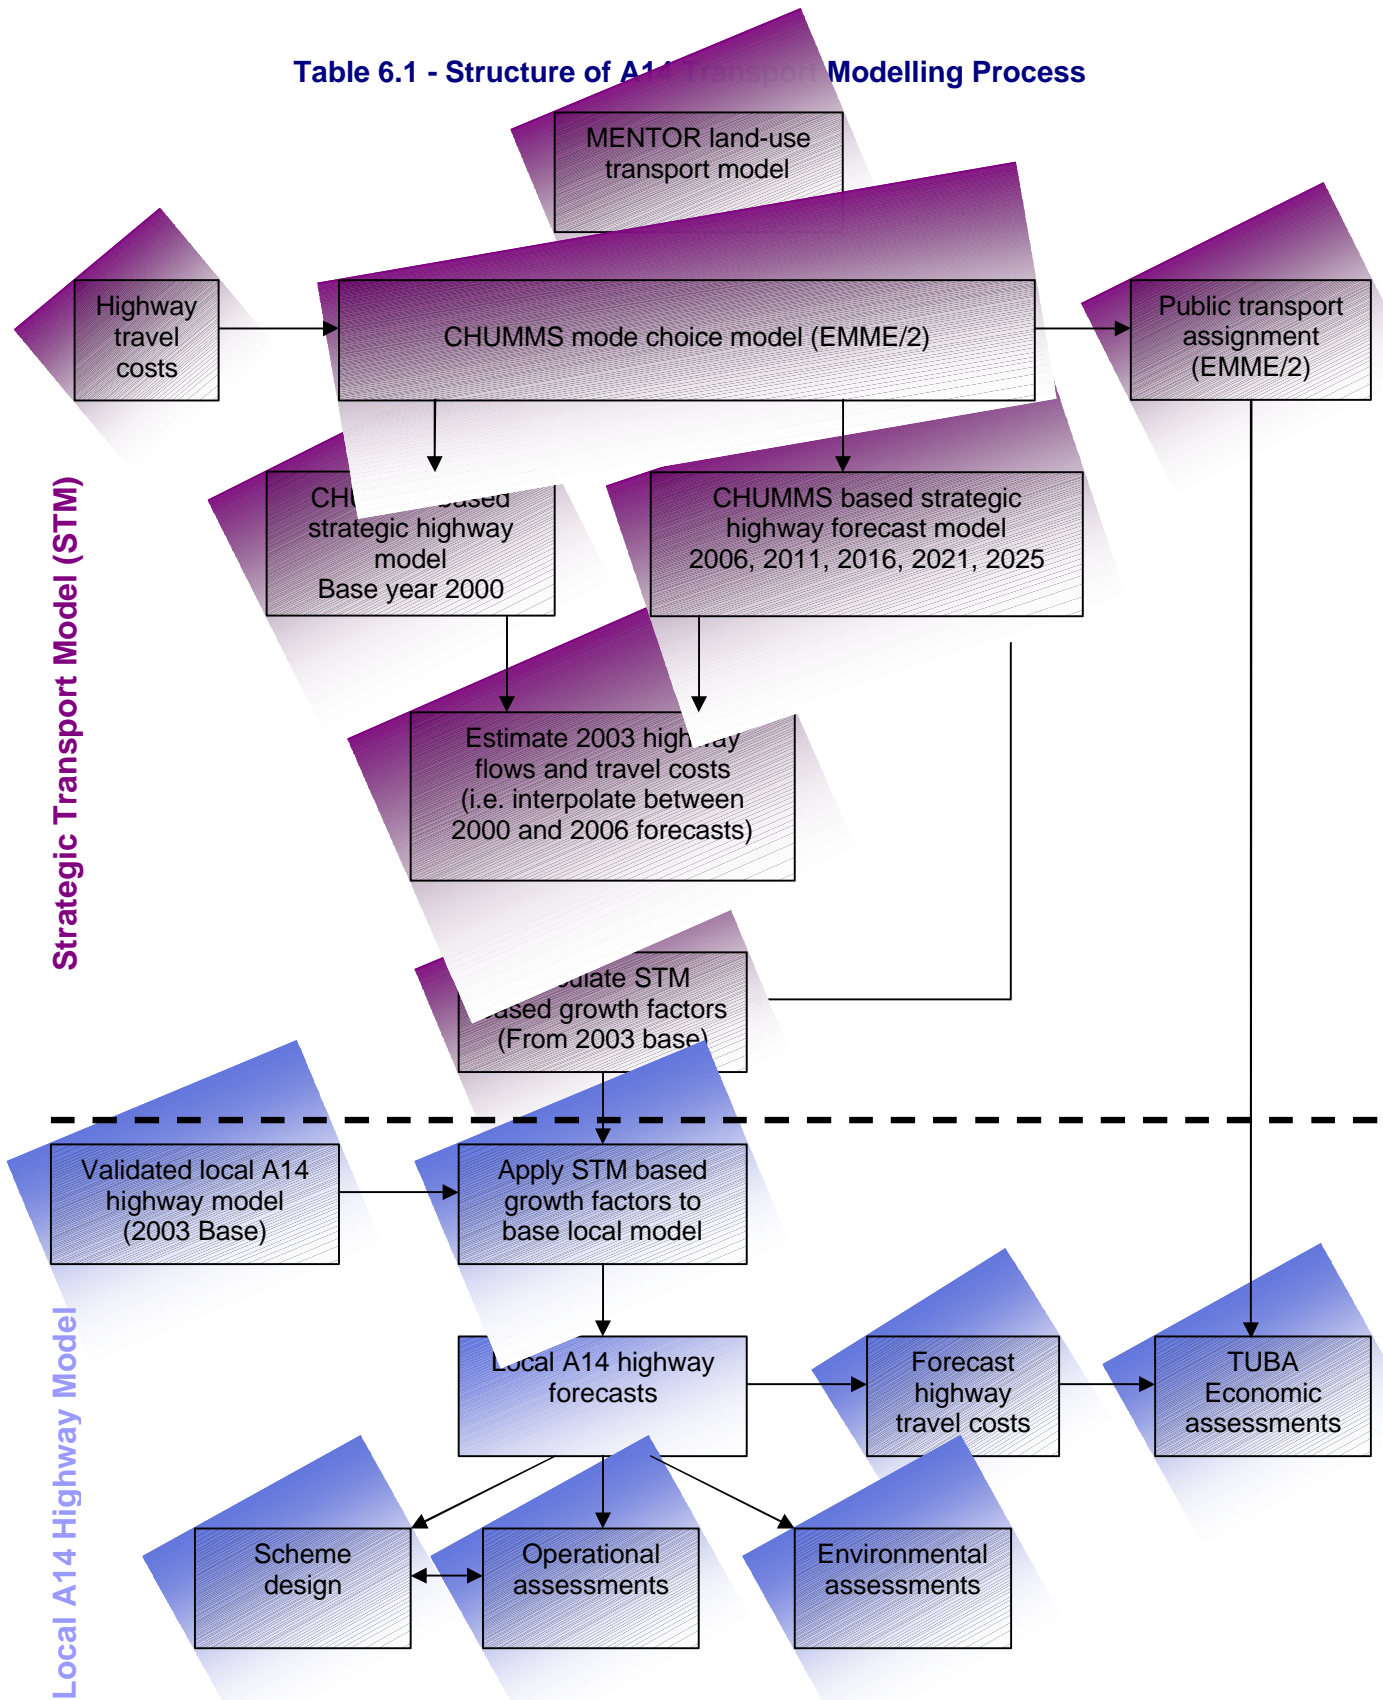 Table 6.1 - Structure of A14 Transport Modelling Process
MENTOR land-use
transport model
Highway
travel
costs
CHUMMS mode choice model (EMME/2)
Public transport
assignment
(EMME/2)
strategic highway
model
Base year 2000
CHUMMS based strategic
highway forecast model
2006, 2011, 2016, 2021, 2025
Estimate 2003 highway
flows and travel costs
(i.e. interpolate between
2000 and 2006 forecasts)
STM
growth factors
(From 2003 base)
Strategic Transport Model (STM)
Validated local A14
highway model
(2003 Base)
Apply STM based
growth factors to
base local model
Local A14 highway
forecasts
Forecast
highway
travel costs
TUBA
Economic
assessments
Scheme
design
Operational
assessments
Environmental
assessments
Local A14 Highway Model